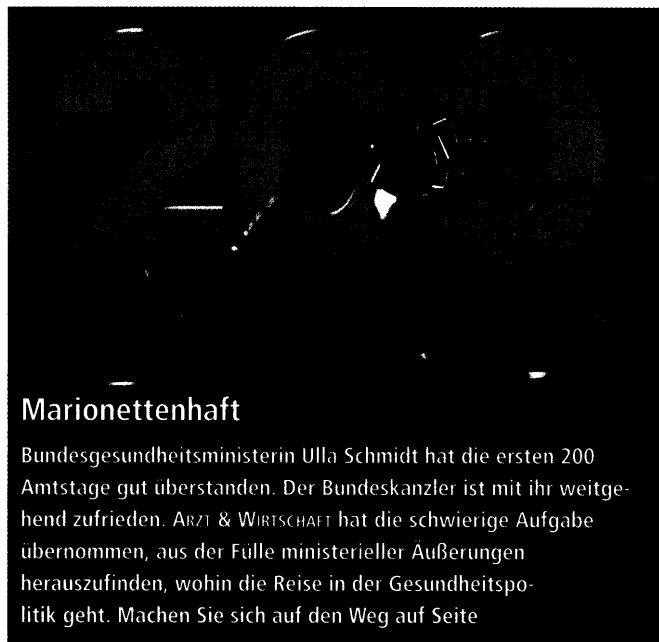 Marionettenhaft
Bundesgesundheitsministerin Ulla Schmidt hat die ersten 200
Amtstage gut überstanden. Der Bundeskanzler ist mit ihr weitge-
hend zufrieden. ARZT & WIRTSCHAFT hat die schwierige Aufgabe
übernommen, aus der Fülle ministerieller Äußerungen
herauszufinden, wohin die Reise in der Gesundheitspo-
litik geht. Machen Sie sich auf den Weg auf Seite